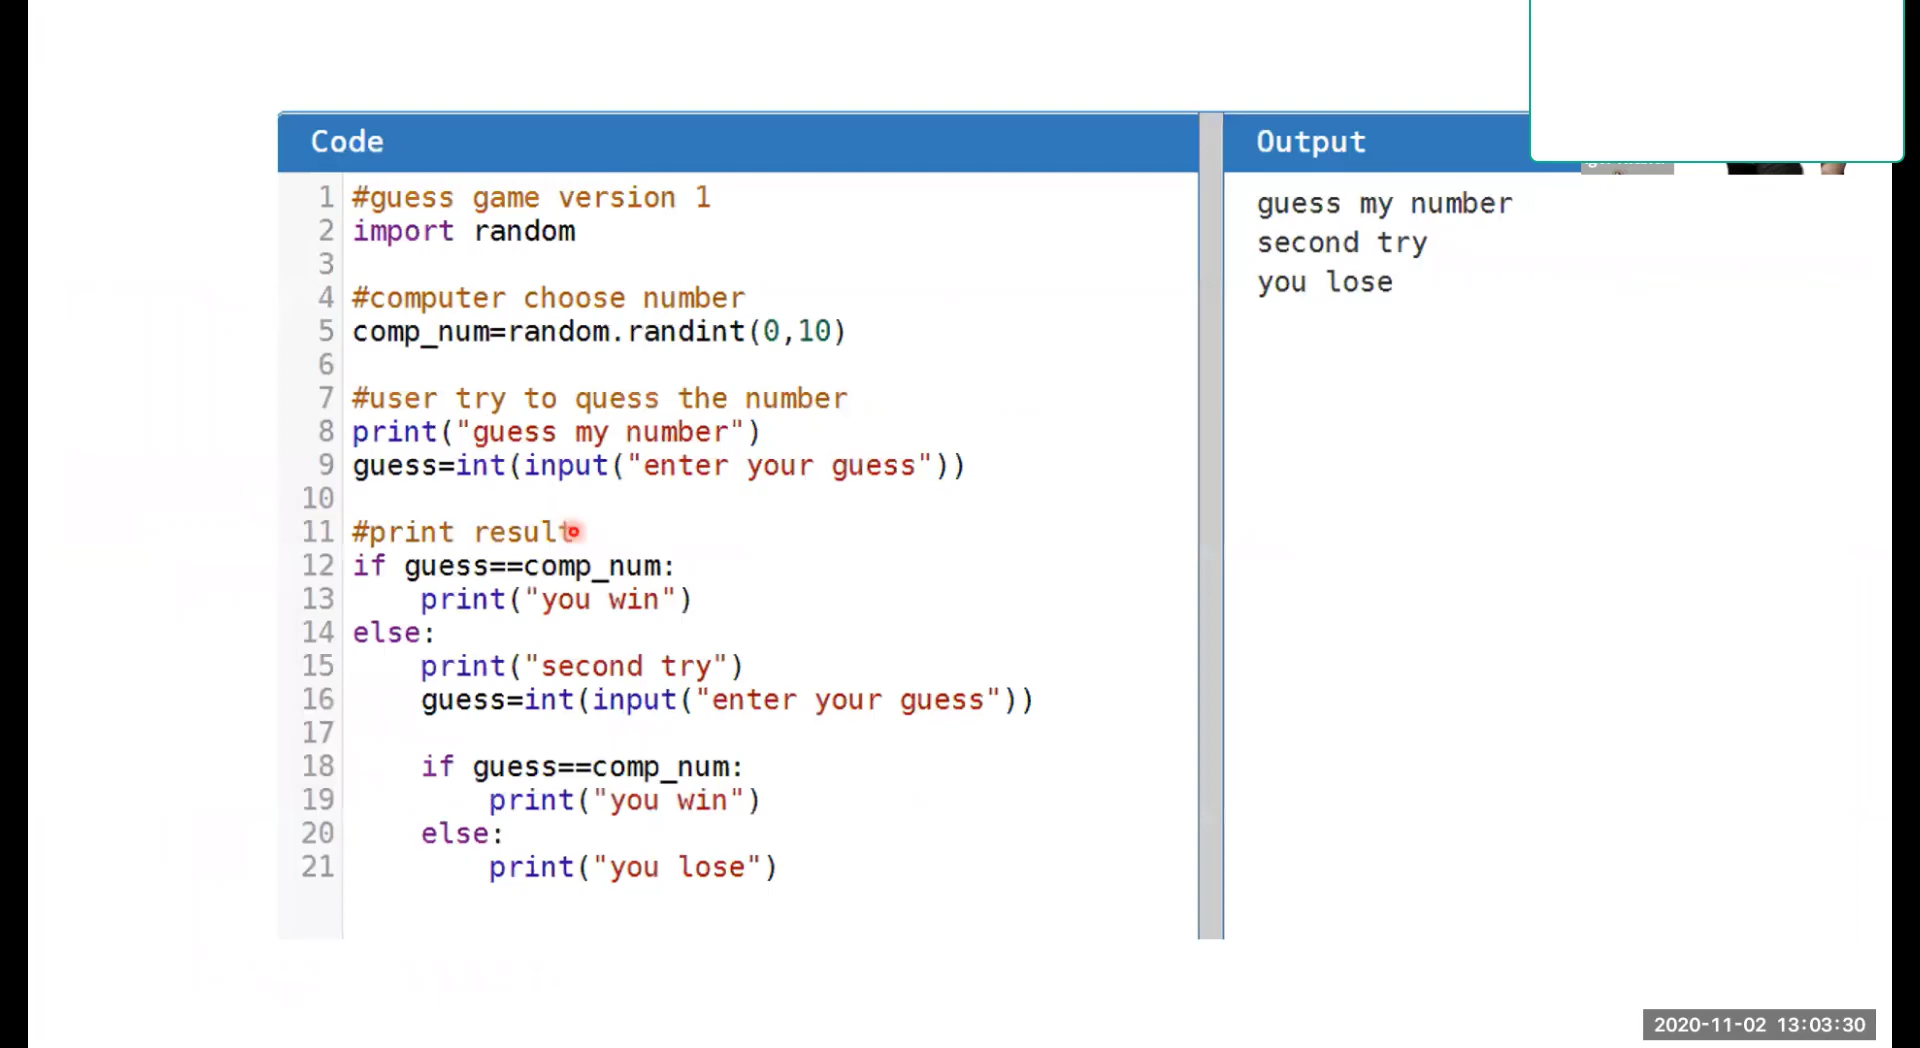 Code
1 #guess game version 1
2 import random
3
4 #computer choose number
5 comp_num=random.randint(0,10)
6
7 #user try to quess the number
8 print("guess my number")
9 guess=int(input("enter your guess"))
10
11 #print result
12 if guess==comp_num:
13     print("you win")
14 else:
15     print("second try")
16     guess=int(input("enter your guess"))
17
18     if guess==comp_num:
19         print("you win")
20     else:
21         print("you lose")
Output
guess my number
second try
you lose
2020-11-02 13:03:30